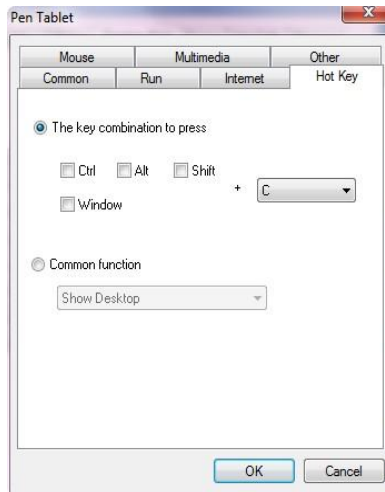 Pen Tablet
Mouse Multimedia Other
Common Run Internet Hot Key
The key combination to press
Ctrl Alt Shift
+ C
Window
Common function
Show Desktop
OK Cancel